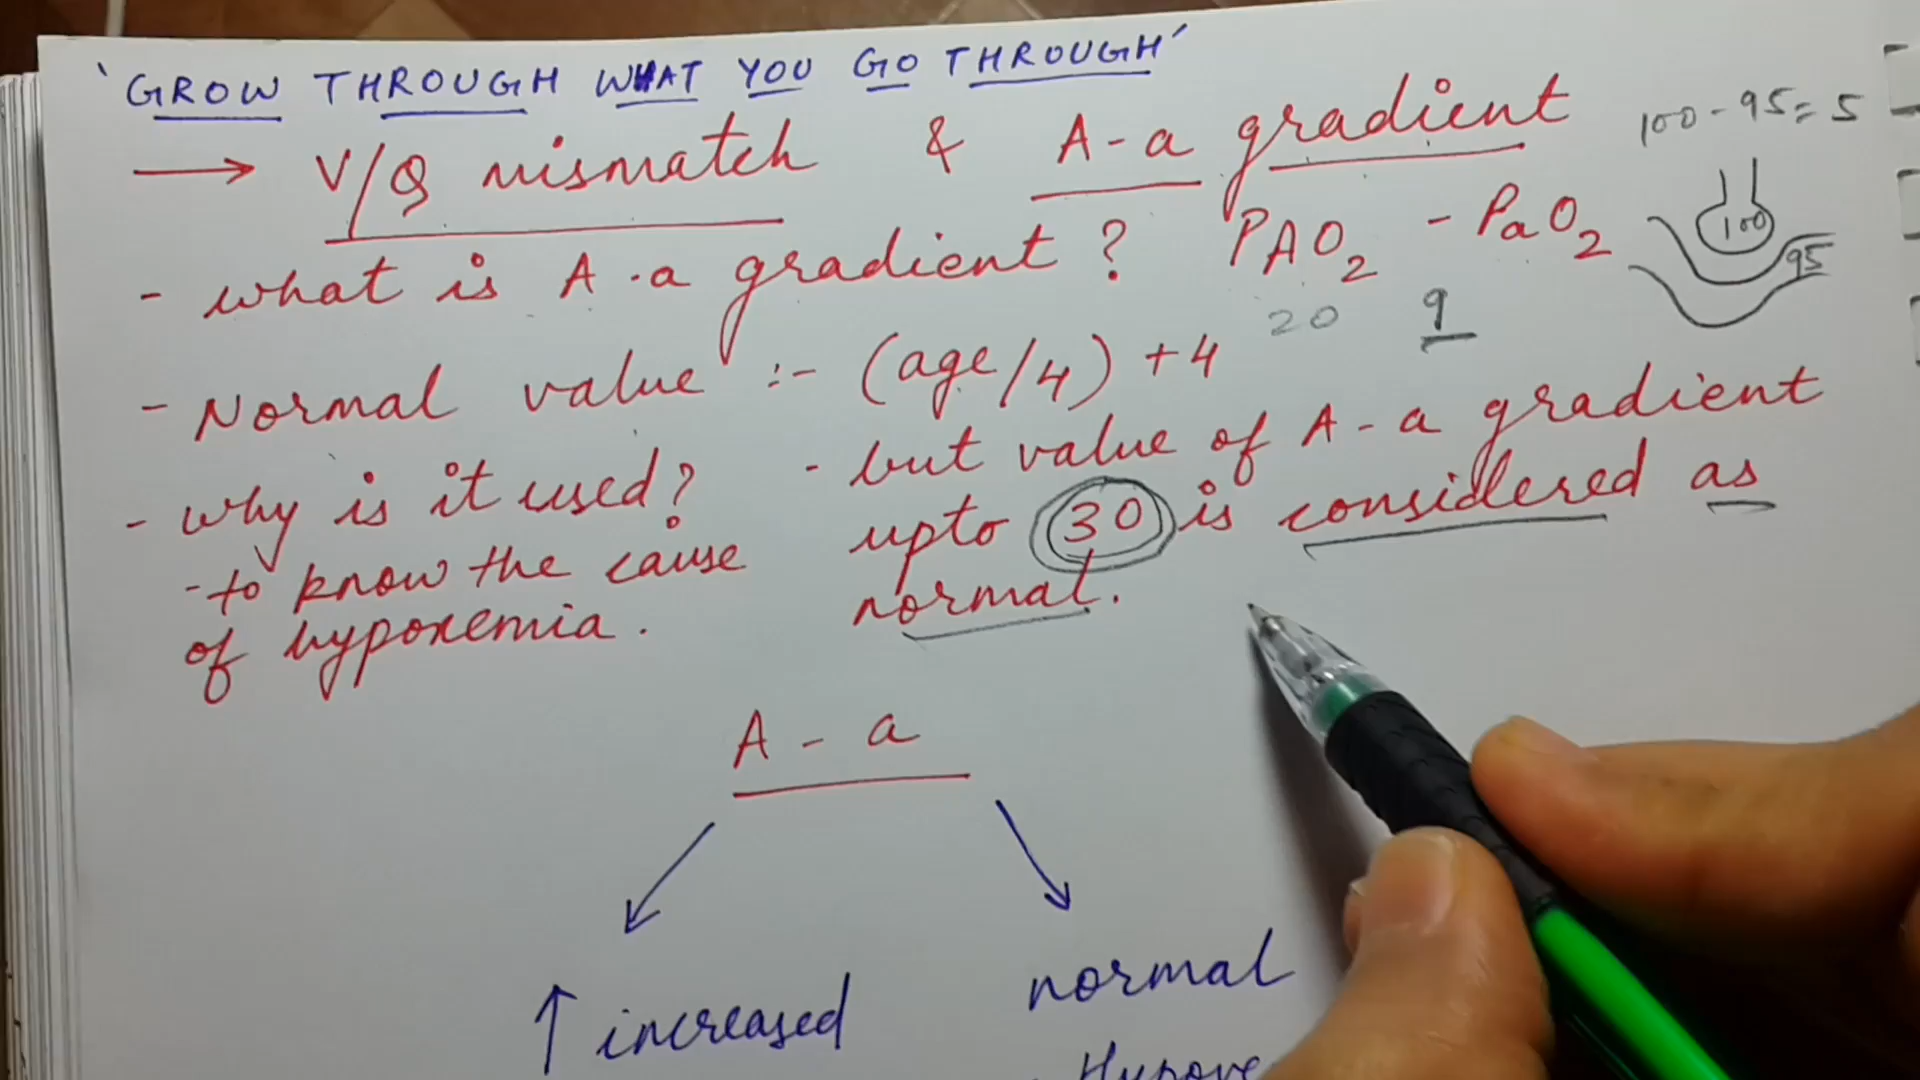 'GROW THROUGH WHAT YOU GO THROUGH'
→ V/Q mismatch & A-a gradient
100 - 95 = 5
- what is A-a gradient? PAO2 - PaO2
100
95
20 9
- Normal value :- (age/4) + 4
- why is it used?
- to know the cause
of hypoxemia.
- but value of A-a gradient
upto 30 is considered as
normal.
A - a
↑ increased
normal